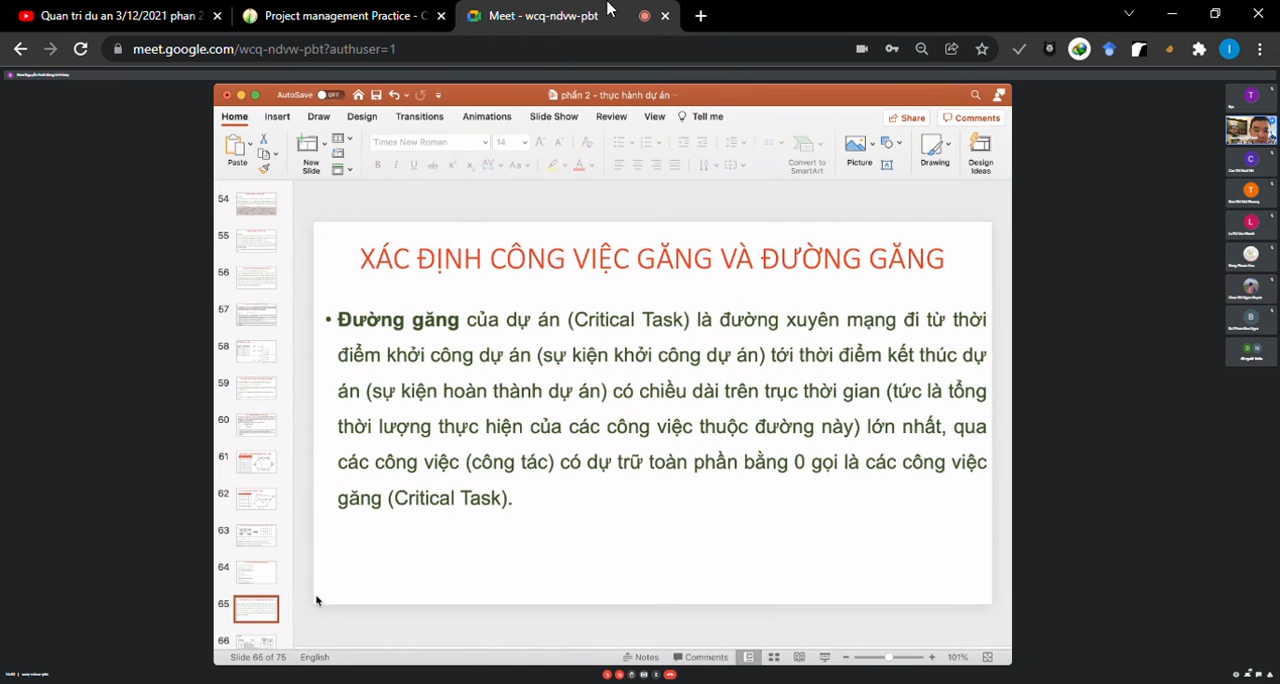 Quan tri du an 3/12/2021 phan 2
Project management Practice - C
Meet - wcq-ndvw-pbt
meet.google.com/wcq-ndvw-pbt?authuser=1
I
AutoSave OFF
phần 2 - thực hành dự án
Home Insert Draw Design Transitions Animations Slide Show Review View Tell me
Share Comments
Paste
New Slide
Times New Roman 14
Convert to SmartArt
Picture
Drawing
Design Ideas
54
55
56
57
58
59
60
61
62
63
64
65
66
XÁC ĐỊNH CÔNG VIỆC GĂNG VÀ ĐƯỜNG GĂNG
• Đường găng của dự án (Critical Task) là đường xuyên mạng đi từ thời
điểm khởi công dự án (sự kiện khởi công dự án) tới thời điểm kết thúc dự
án (sự kiện hoàn thanh dự án) có chiều dai trên trục thời gian (tức là tổng
thời lượng thực hiện của các công việc thuộc đường này) lớn nhất, qua
các công việc (công tác) có dự trữ toàn phần bằng 0 gọi là các công việc
găng (Critical Task).
Slide 65 of 75 English
Notes Comments 101%
T
C
T
L
B